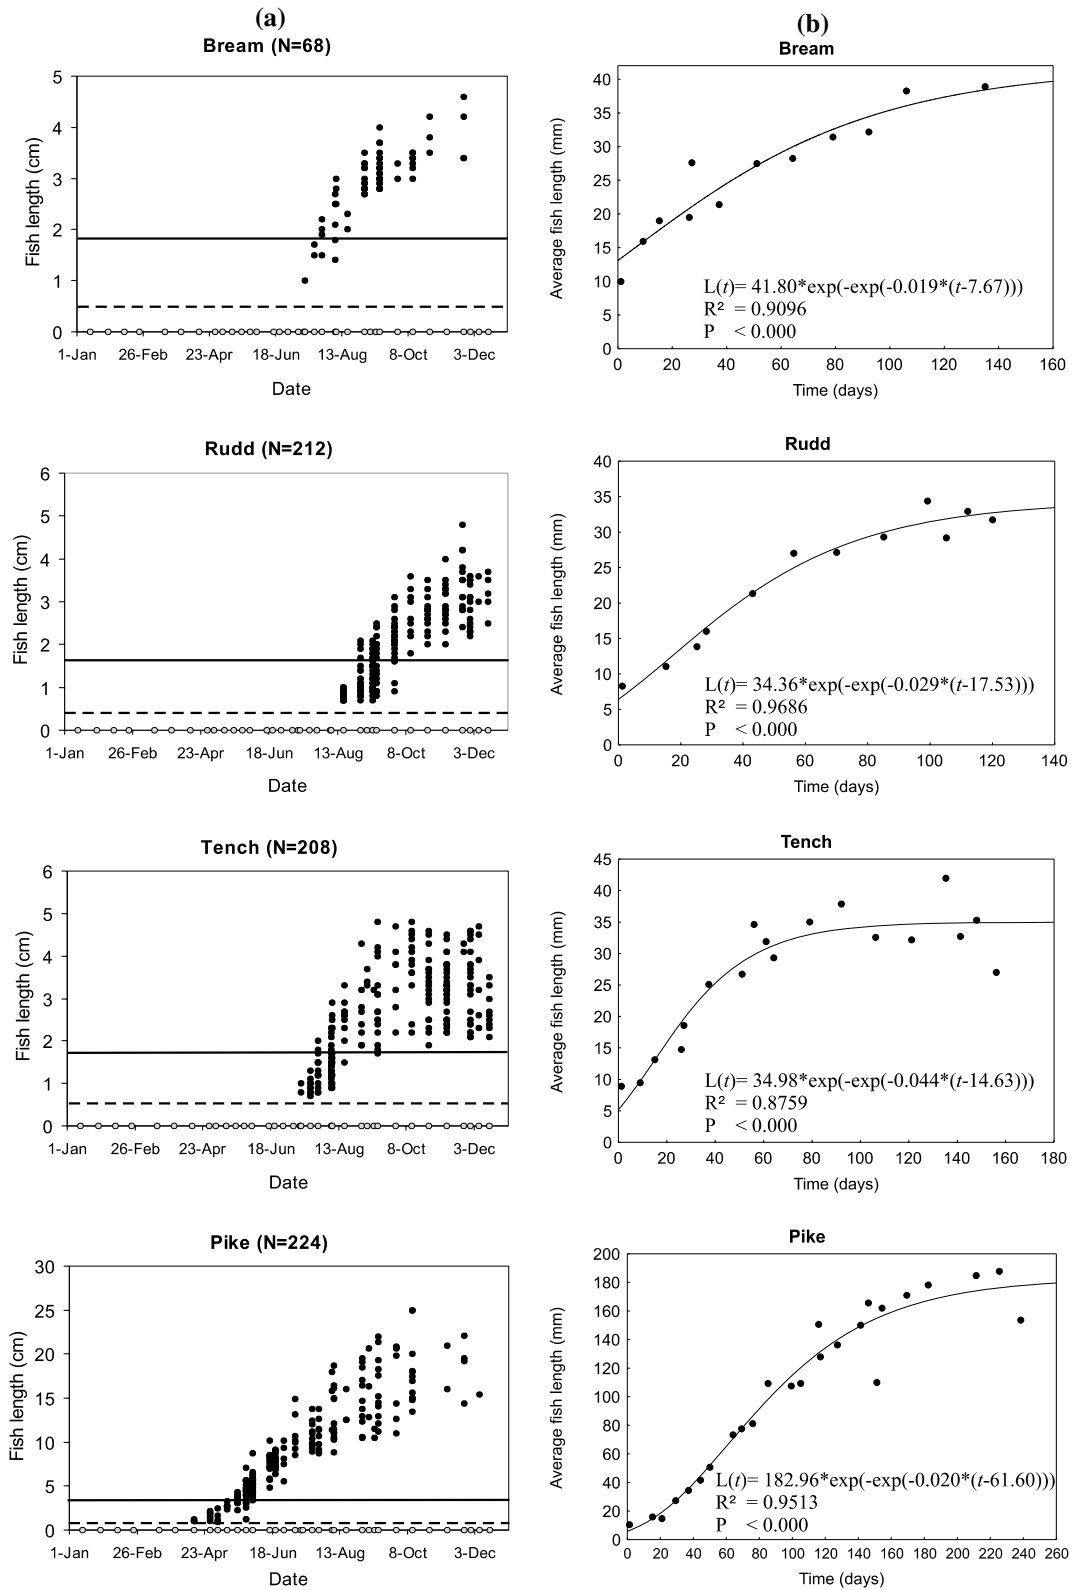 (a)
Bream (N=68)
Fish length (cm)
5
4
3
2
1
0
1-Jan 26-Feb 23-Apr 18-Jun 13-Aug 8-Oct 3-Dec
Date
(b)
Bream
Average fish length (mm)
40
35
30
25
20
15
10
5
0
L(t)= 41.80*exp(-exp(-0.019*(t-7.67)))
R² = 0.9096
P < 0.000
0 20 40 60 80 100 120 140 160
Time (days)
Rudd (N=212)
Fish length (cm)
6
5
4
3
2
1
0
1-Jan 26-Feb 23-Apr 18-Jun 13-Aug 8-Oct 3-Dec
Date
Rudd
Average fish length (mm)
40
35
30
25
20
15
10
5
0
L(t)= 34.36*exp(-exp(-0.029*(t-17.53)))
R² = 0.9686
P < 0.000
0 20 40 60 80 100 120 140
Time (days)
Tench (N=208)
Fish length (cm)
6
5
4
3
2
1
0
1-Jan 26-Feb 23-Apr 18-Jun 13-Aug 8-Oct 3-Dec
Date
Tench
Average fish length (mm)
45
40
35
30
25
20
15
10
5
0
L(t)= 34.98*exp(-exp(-0.044*(t-14.63)))
R² = 0.8759
P < 0.000
0 20 40 60 80 100 120 140 160 180
Time (days)
Pike (N=224)
Fish length (cm)
30
25
20
15
10
5
0
1-Jan 26-Feb 23-Apr 18-Jun 13-Aug 8-Oct 3-Dec
Date
Pike
Average fish length (mm)
200
180
160
140
120
100
80
60
40
20
0
L(t)= 182.96*exp(-exp(-0.020*(t-61.60)))
R² = 0.9513
P < 0.000
0 20 40 60 80 100 120 140 160 180 200 220 240 260
Time (days)